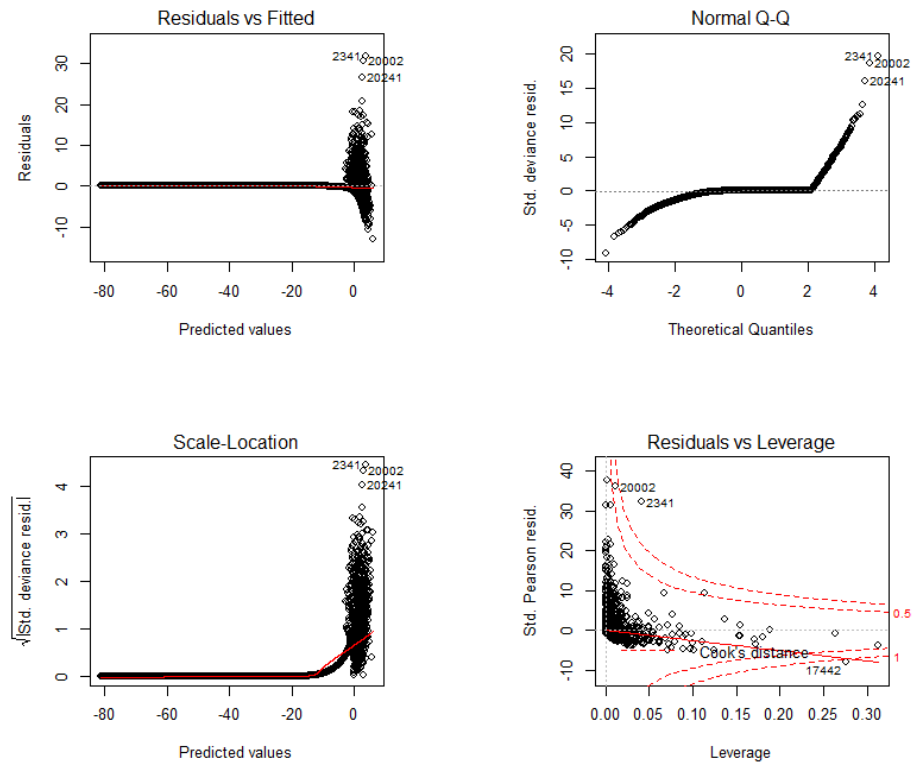 Residuals vs Fitted
Residuals
30
20
10
0
-10
2341
20002
20241
-80 -60 -40 -20 0
Predicted values
Normal Q-Q
Std. deviance resid.
20
15
10
5
0
-5
-10
2341
20002
20241
-4 -2 0 2 4
Theoretical Quantiles
Scale-Location
√|Std. deviance resid.|
4
3
2
1
0
2341
20002
20241
-80 -60 -40 -20 0
Predicted values
Residuals vs Leverage
Std. Pearson resid.
40
30
20
10
0
-10
20002
2341
0.5
1
Cook's distance
17442
0.00 0.05 0.10 0.15 0.20 0.25 0.30
Leverage